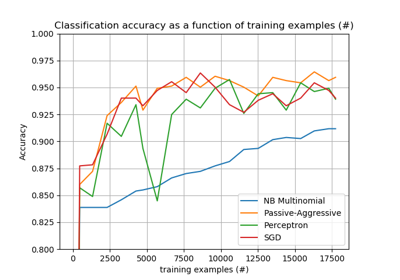 Classification accuracy as a function of training examples (#)
1.000
0.975
0.950
0.925
0.900
0.875
0.850
0.825
0.800
Accuracy
NB Multinomial
Passive-Aggressive
Perceptron
SGD
0 2500 5000 7500 10000 12500 15000 17500
training examples (#)